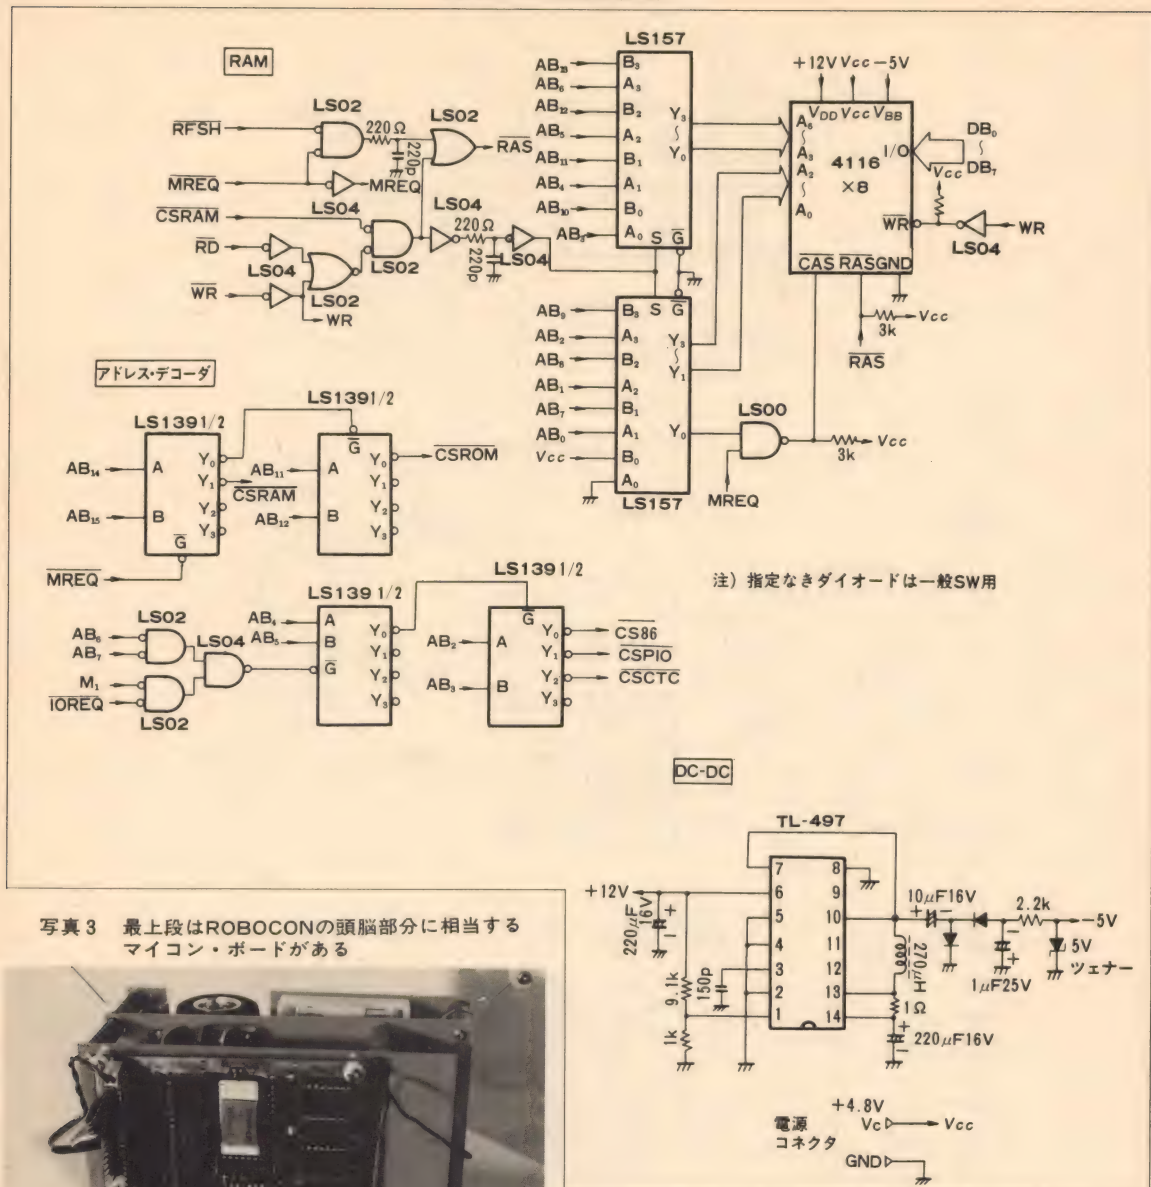 RAM
LS157
LS02
LS02
RFSH
220Ω
220p
RAS
MREQ
MREQ
LS04
CSRAM
LS04
220Ω
220p
LS04
RD
LS04
LS02
LS02
WR
WR
AB₁₃ B₃
AB₆ A₃
AB₁₂ B₂
AB₅ A₂
AB₁₁ B₁
AB₄ A₁
AB₁₀ B₀
AB₃ A₀
Y₃
〜
Y₀
S G
+12V Vcc −5V
VDD Vcc VBB
A₆
〜
A₃
A₂
〜
A₀
I/O
4116
×8
DB₀
〜
DB₇
Vcc
WR
WR
LS04
CAS RAS GND
3k
Vcc
RAS
S G
AB₉ B₃
AB₂ A₃
AB₈ B₂
AB₁ A₂
AB₇ B₁
AB₀ A₁
Vcc B₀
A₀
Y₃
〜
Y₁
Y₀
LS157
LS00
MREQ
3k
Vcc
アドレス・デコーダ
LS139 1/2
LS139 1/2
AB₁₄ A
AB₁₅ B
G
Y₀
Y₁
Y₂
Y₃
CSRAM
MREQ
G
AB₁₁ A
AB₁₂ B
Y₀
Y₁
Y₂
Y₃
CSROM
LS139 1/2
LS139 1/2
LS02
LS04
AB₆
AB₇
M₁
IOREQ
LS02
AB₄ A
AB₅ B
G
Y₀
Y₁
Y₂
Y₃
G
AB₂ A
AB₃ B
Y₀
Y₁
Y₂
Y₃
CS86
CSPIO
CSCTC
注）指定なきダイオードは一般SW用
DC-DC
TL-497
7 8
6 9
5 10
4 11
3 12
2 13
1 14
+12V
220μF
16V
9.1k
1k
150p
10μF16V
2.2k
−5V
5V
ツェナー
1μF25V
270μH
1Ω
220μF16V
+4.8V
電源
コネクタ
Vc
Vcc
GND
写真3 最上段はROBOCONの頭脳部分に相当する
マイコン・ボードがある